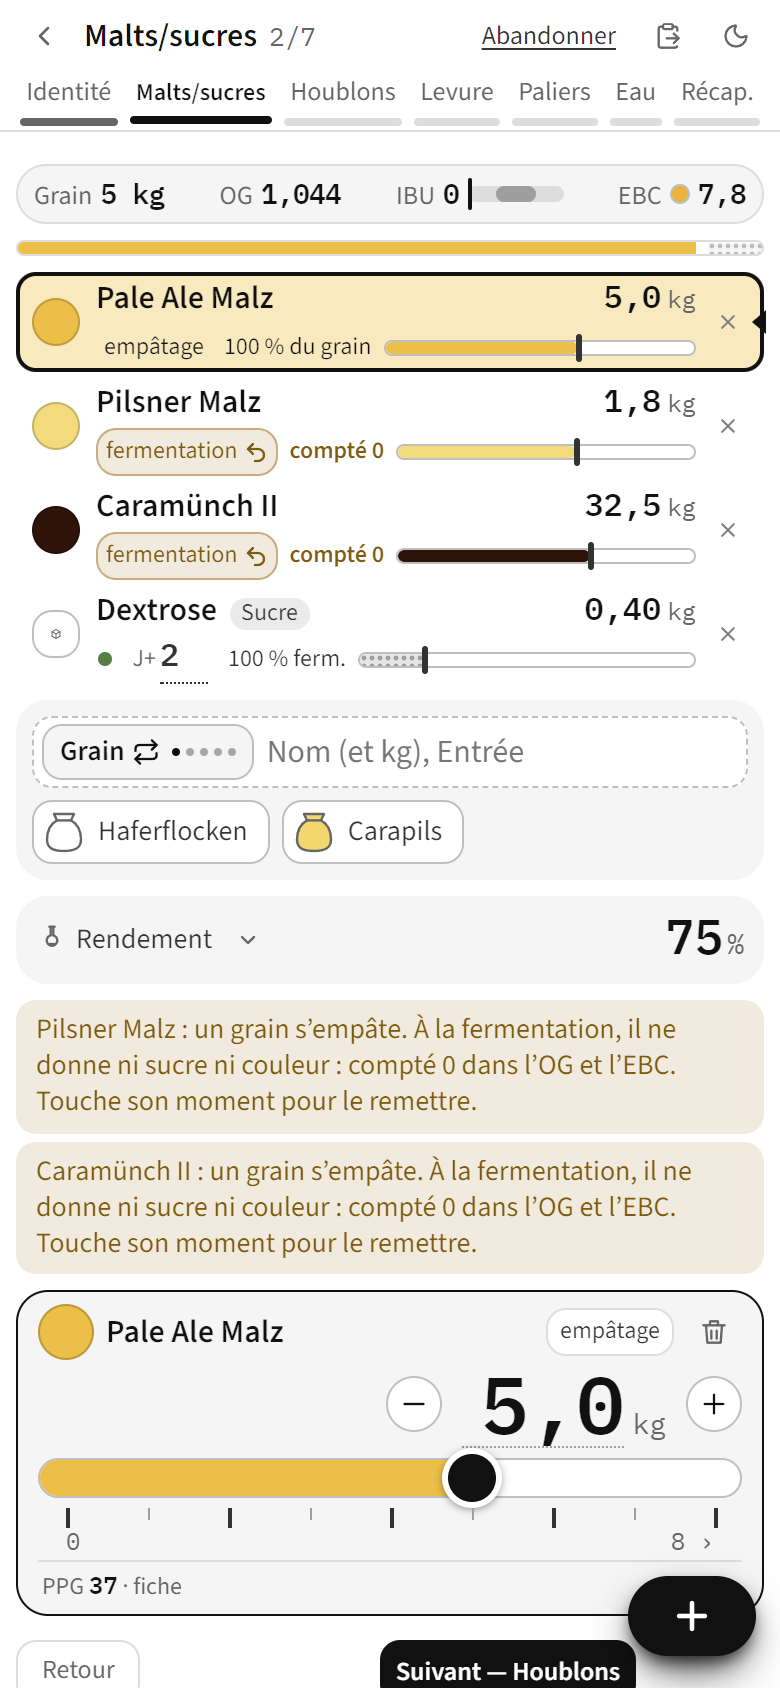 Malts/sucres 2/7 Abandonner
Identité Malts/sucres Houblons Levure Paliers Eau Récap.
Grain 5 kg OG 1,044 IBU 0 EBC 7,8
Pale Ale Malz 5,0 kg
empâtage 100 % du grain
Pilsner Malz 1,8 kg
fermentation compté 0
Caramünch II 32,5 kg
fermentation compté 0
Dextrose Sucre 0,40 kg
J+ 2 100 % ferm.
Grain Nom (et kg), Entrée
Haferflocken Carapils
Rendement 75 %
Pilsner Malz : un grain s’empâte. À la fermentation, il ne
donne ni sucre ni couleur : compté 0 dans l’OG et l’EBC.
Touche son moment pour le remettre.
Caramünch II : un grain s’empâte. À la fermentation, il ne
donne ni sucre ni couleur : compté 0 dans l’OG et l’EBC.
Touche son moment pour le remettre.
Pale Ale Malz empâtage
5,0 kg
0 8 ›
PPG 37 · fiche
Retour Suivant — Houblons